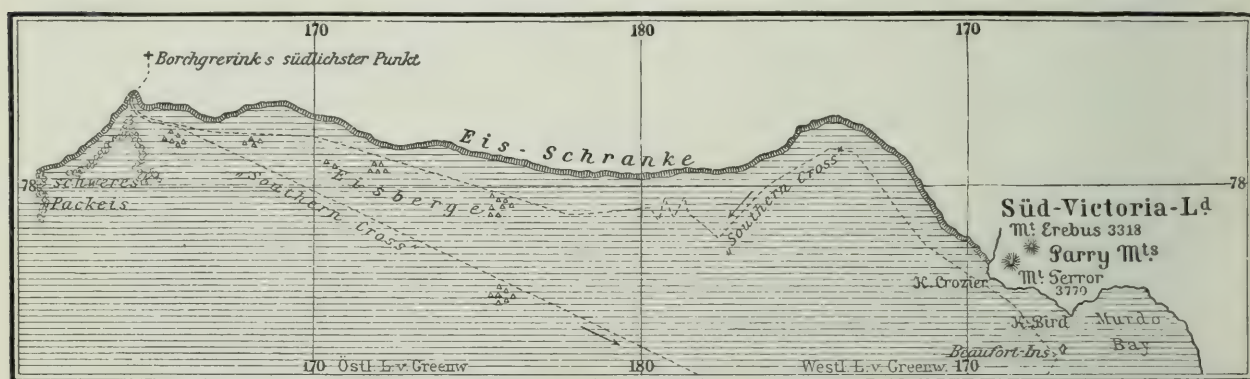 170 180 170
+ Borchgrevink s südlichster Punkt
Eis-Schranke
78 78
schweres
Packeis
"Southern Cross"
Eisberge
"Southern Cross"
Süd-Victoria-Ld
Mt. Erebus 3318
Parry Mts
Mt. Terror
3770
K. Crozier
K. Bird
Murdo
Bay
Beaufort-Ins.
170 Östl. L. v. Greenw. 180 Westl. L. v. Greenw. 170